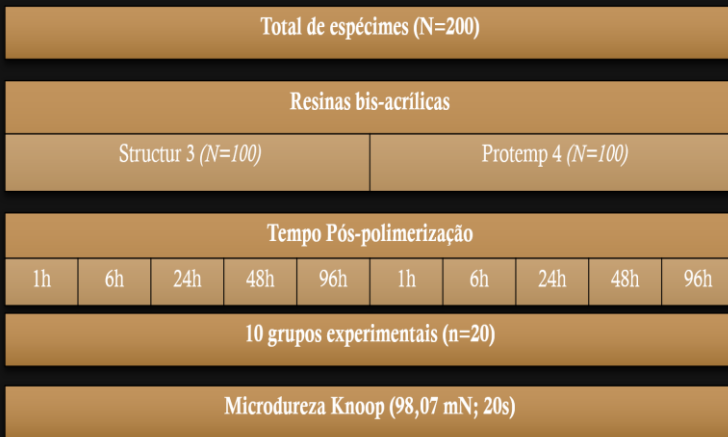 Total de espécimes (N=200)
Resinas bis-acrílicas
Structur 3 (N=100) Protemp 4 (N=100)
Tempo Pós-polimerização
1h 6h 24h 48h 96h 1h 6h 24h 48h 96h
10 grupos experimentais (n=20)
Microdureza Knoop (98,07 mN; 20s)